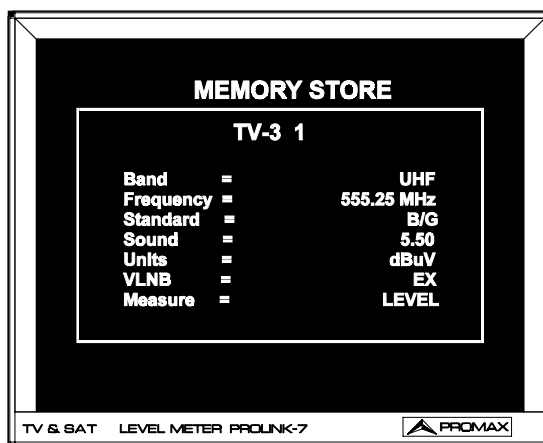 MEMORY STORE
TV-3 1
Band = UHF
Frequency = 555.25 MHz
Standard = B/G
Sound = 5.50
Units = dBuV
VLNB = EX
Measure = LEVEL
TV & SAT LEVEL METER PROLINK-7 PROMAX